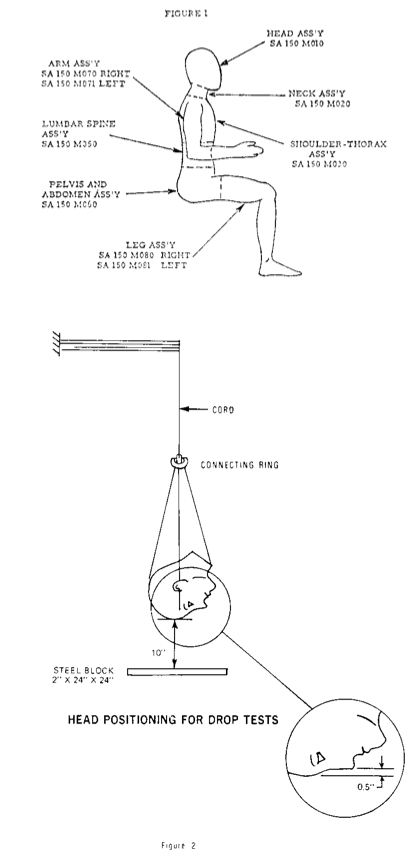 FIGURE 1
HEAD ASS'Y
SA 150 M010
ARM ASS'Y
SA 150 M070 RIGHT
SA 150 M071 LEFT
NECK ASS'Y
SA 150 M020
LUMBAR SPINE
ASS'Y
SA 150 M050
SHOULDER-THORAX
ASS'Y
SA 150 M030
PELVIS AND
ABDOMEN ASS'Y
SA 150 M060
LEG ASS'Y
SA 150 M080 RIGHT
SA 150 M081 LEFT
CORD
CONNECTING RING
10"
STEEL BLOCK
2" X 24" X 24"
HEAD POSITIONING FOR DROP TESTS
0.5"
Figure 2